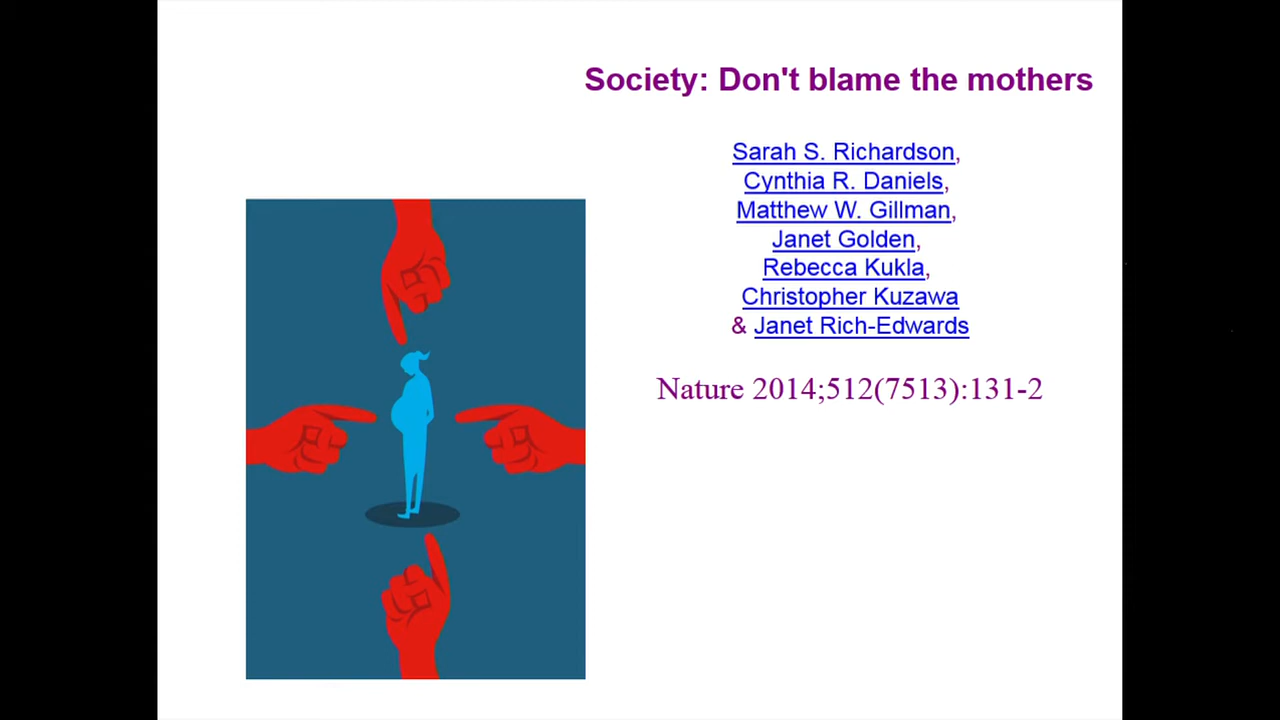 Society: Don't blame the mothers
Sarah S. Richardson,
Cynthia R. Daniels,
Matthew W. Gillman,
Janet Golden,
Rebecca Kukla,
Christopher Kuzawa
& Janet Rich-Edwards
Nature 2014;512(7513):131-2